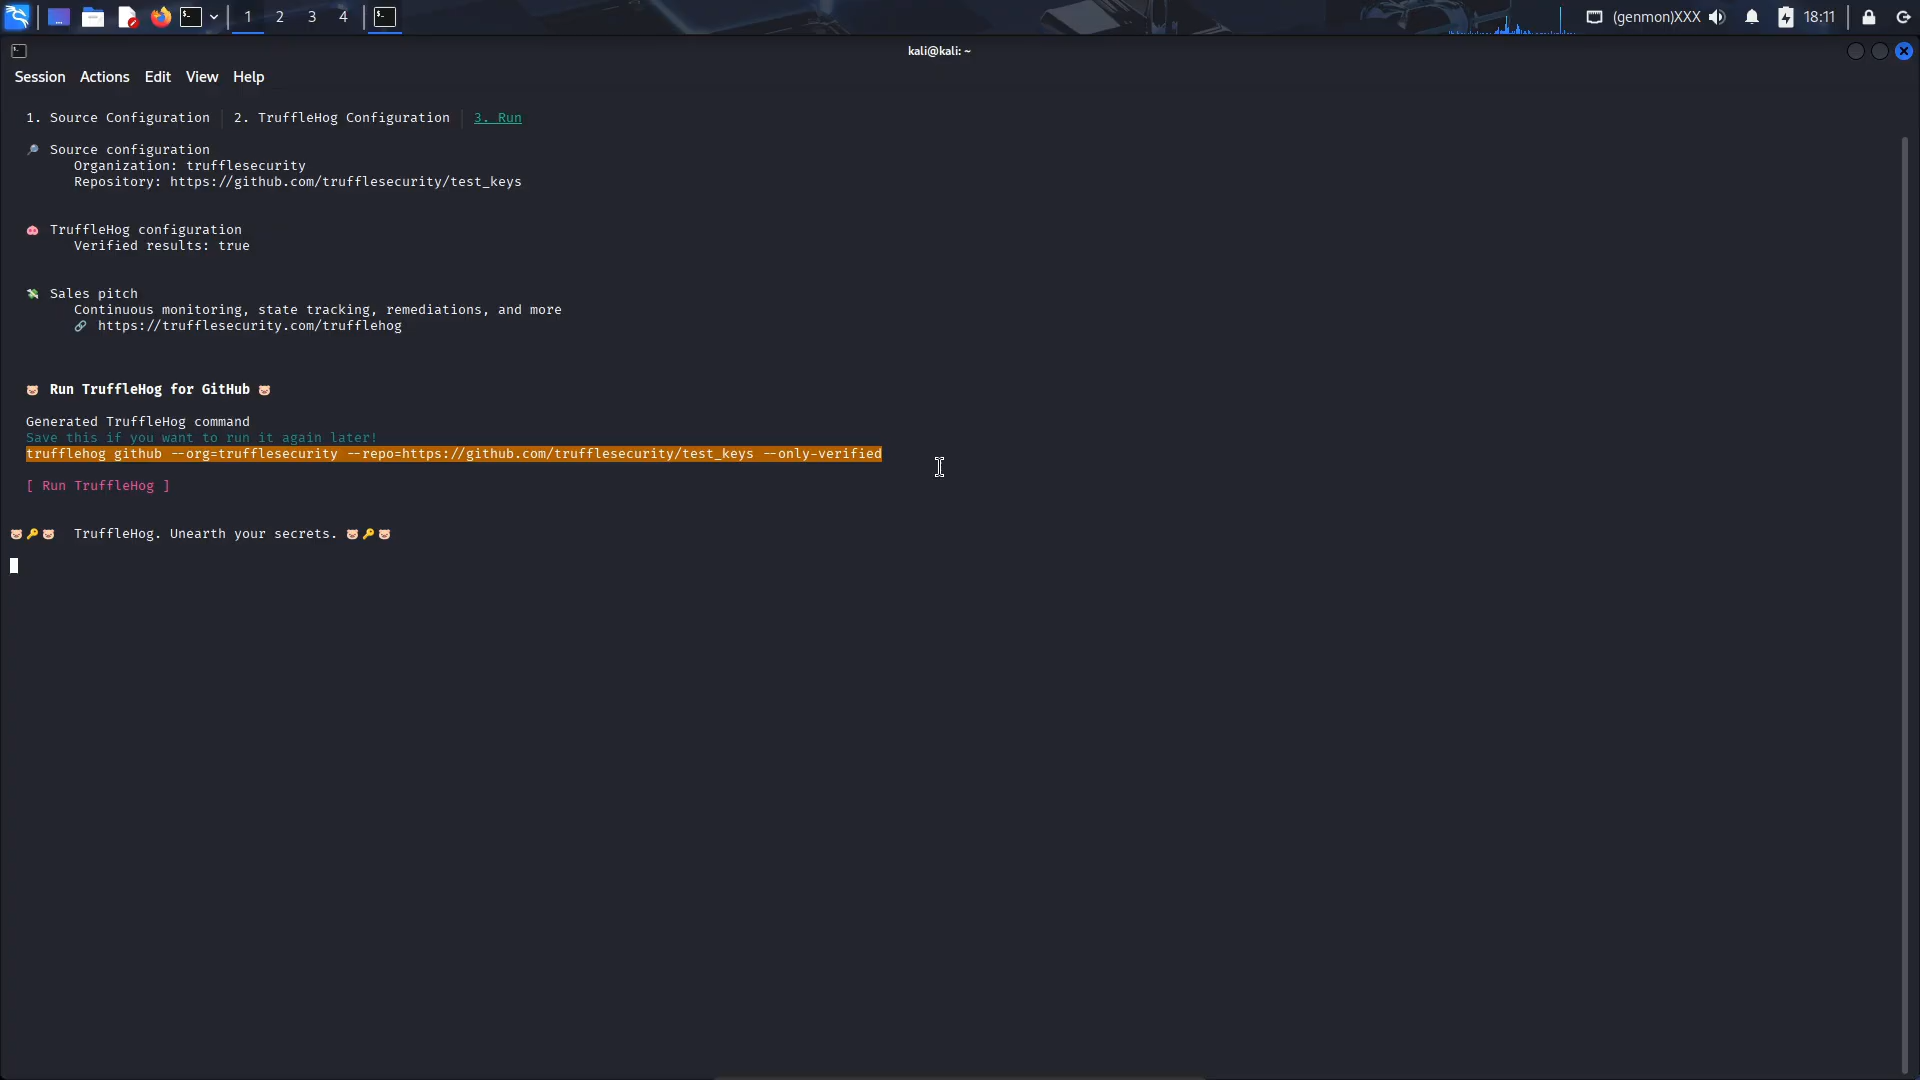 1 2 3 4 (genmon)XXX 18:11
kali@kali: ~
Session Actions Edit View Help
1. Source Configuration 2. TruffleHog Configuration 3. Run
Source configuration
Organization: trufflesecurity
Repository: https://github.com/trufflesecurity/test_keys
TruffleHog configuration
Verified results: true
Sales pitch
Continuous monitoring, state tracking, remediations, and more
https://trufflesecurity.com/trufflehog
Run TruffleHog for GitHub
Generated TruffleHog command
Save this if you want to run it again later!
trufflehog github --org=trufflesecurity --repo=https://github.com/trufflesecurity/test_keys --only-verified
[ Run TruffleHog ]
TruffleHog. Unearth your secrets.